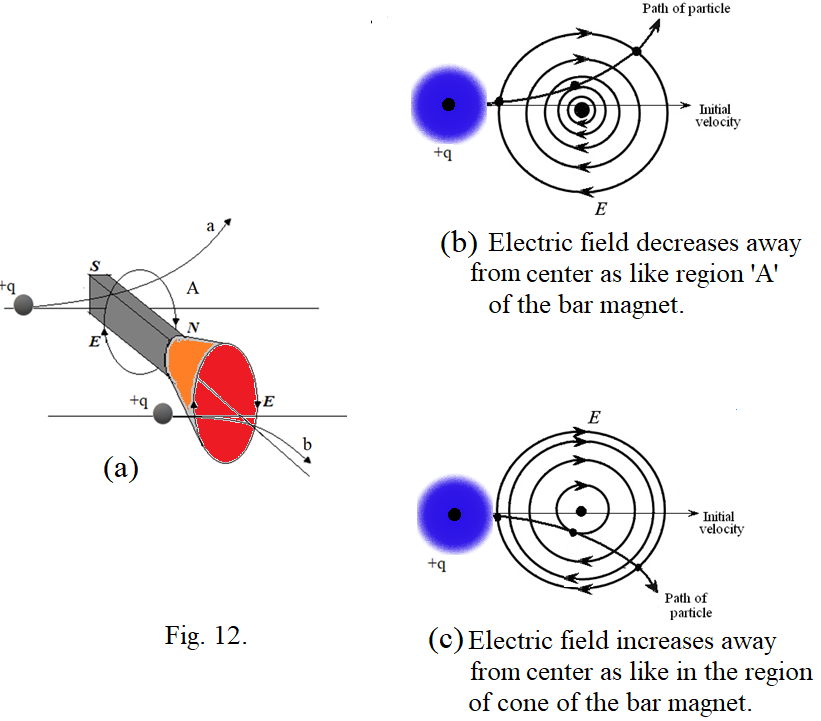 Path of particle
Initial
velocity
+q
E
(b) Electric field decreases away
from center as like region 'A'
of the bar magnet.
a
S
A
+q
N
E
+q
E
b
(a)
E
Initial
velocity
+q
Path of
particle
Fig. 12.
(c) Electric field increases away
from center as like in the region
of cone of the bar magnet.